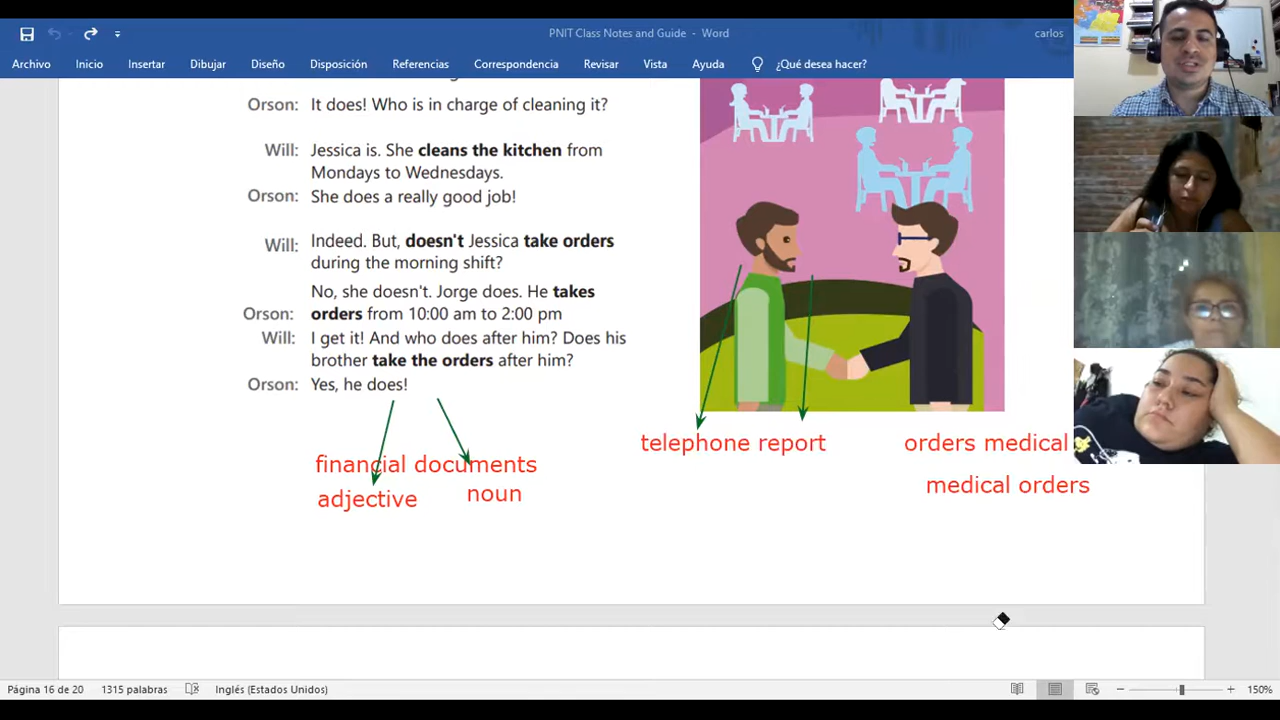 PNIT Class Notes and Guide - Word
carlos
Archivo Inicio Insertar Dibujar Diseño Disposición Referencias Correspondencia Revisar Vista Ayuda ¿Qué desea hacer?
Orson: It does! Who is in charge of cleaning it?
Will: Jessica is. She cleans the kitchen from
Mondays to Wednesdays.
Orson: She does a really good job!
Will: Indeed. But, doesn't Jessica take orders
during the morning shift?
No, she doesn't. Jorge does. He takes
Orson: orders from 10:00 am to 2:00 pm
Will: I get it! And who does after him? Does his
brother take the orders after him?
Orson: Yes, he does!
telephone report
orders medical
financial documents
medical orders
adjective
noun
Página 16 de 20 1315 palabras Inglés (Estados Unidos) 150%